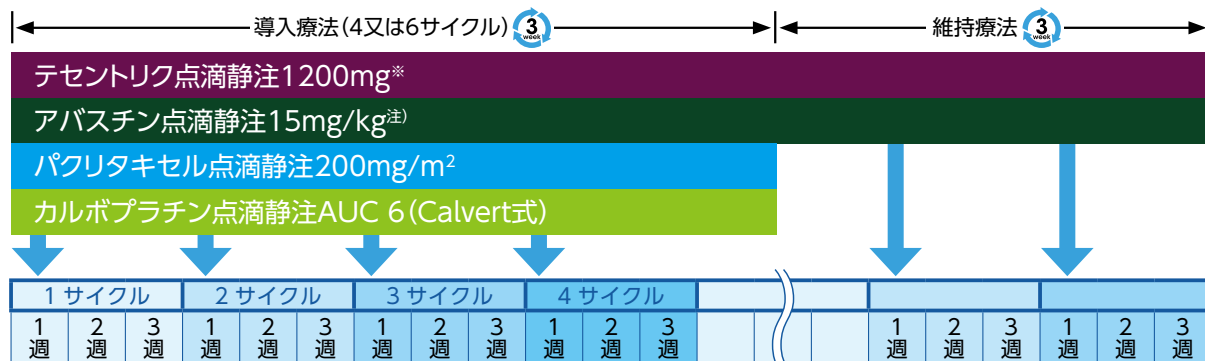 導入療法（4又は6サイクル） 3 week 維持療法 3 week
テセントリク点滴静注1200mg※
アバスチン点滴静注15mg/kg注）
パクリタキセル点滴静注200mg/m²
カルボプラチン点滴静注AUC 6（Calvert式）
1 サイクル 2 サイクル 3 サイクル 4 サイクル
1週 2週 3週 1週 2週 3週 1週 2週 3週 1週 2週 3週 1週 2週 3週 1週 2週 3週